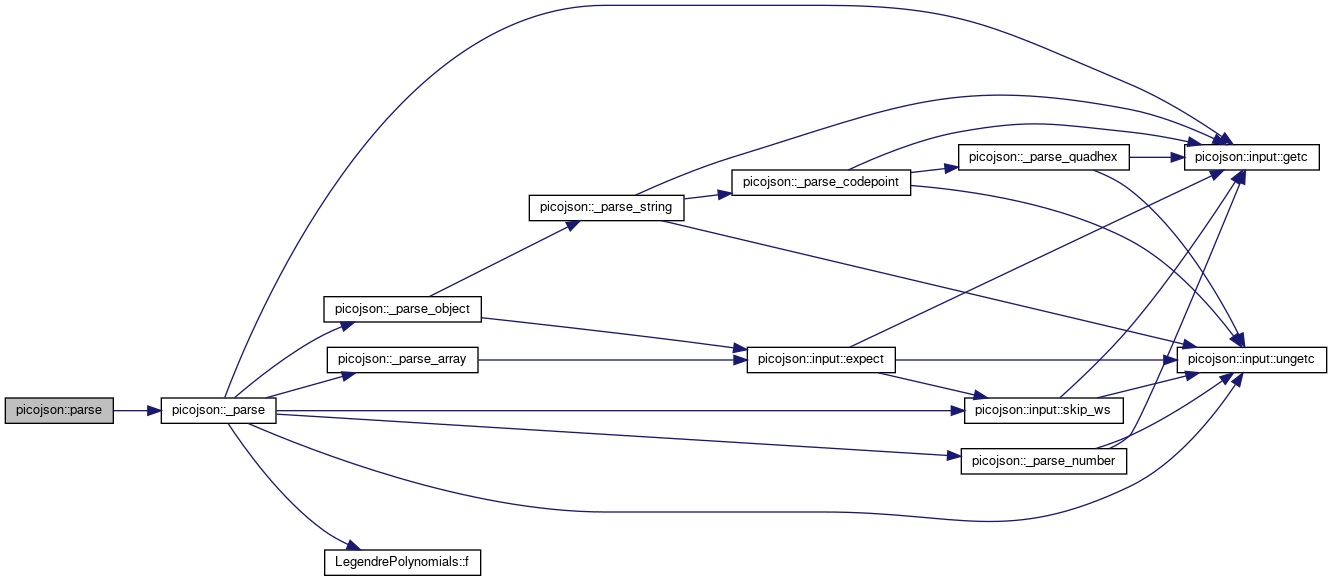 picojson::input::getc
picojson::_parse_quadhex
picojson::_parse_codepoint
picojson::_parse_string
picojson::_parse_object
picojson::_parse_array
picojson::input::expect
picojson::input::ungetc
picojson::parse
picojson::_parse
picojson::input::skip_ws
picojson::_parse_number
LegendrePolynomials::f